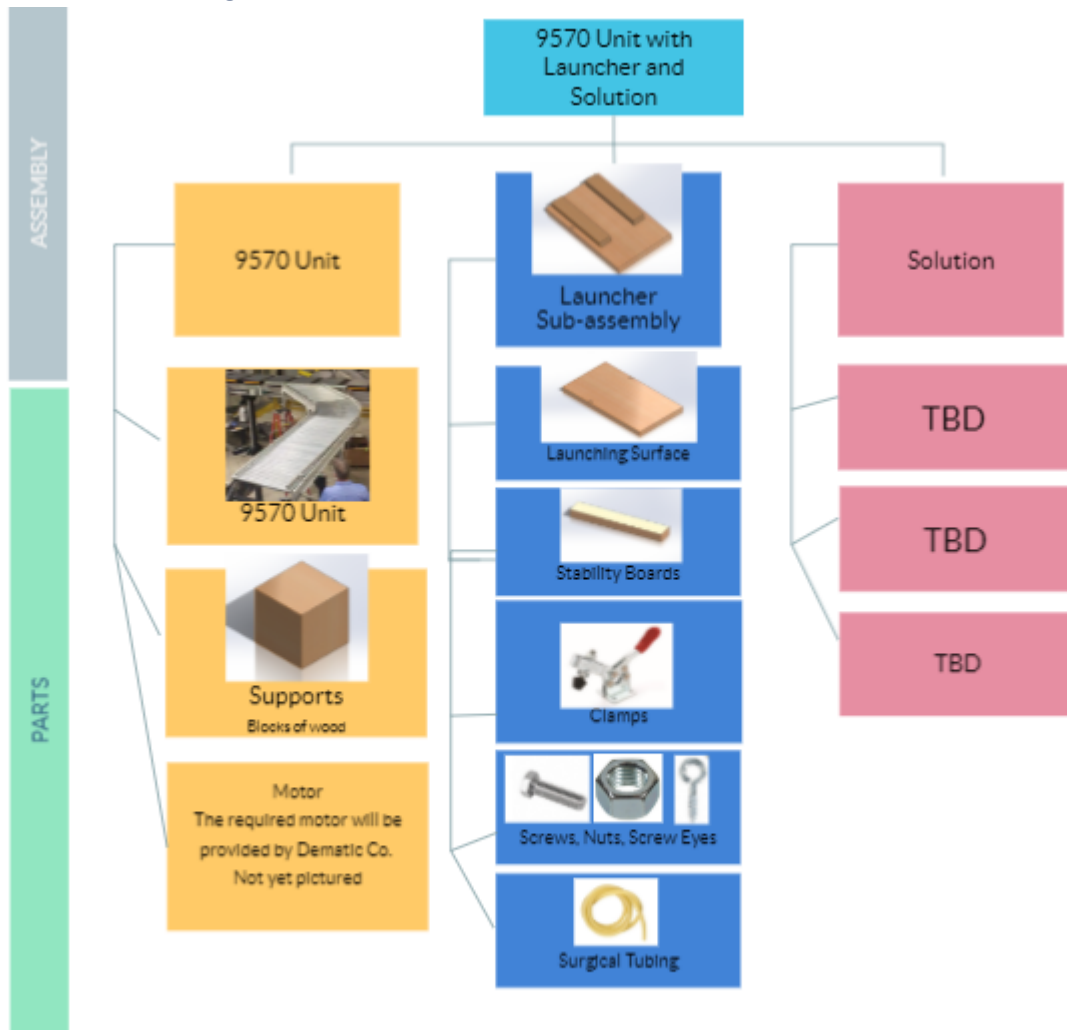 ASSEMBLY
PARTS
9570 Unit with
Launcher and
Solution
9570 Unit
9570 Unit
Supports
Blocks of wood
Motor
The required motor will be
provided by Dematic Co.
Not yet pictured
Launcher
Sub-assembly
Launching Surface
Stability Boards
Clamps
Screws, Nuts, Screw Eyes
Surgical Tubing
Solution
TBD
TBD
TBD